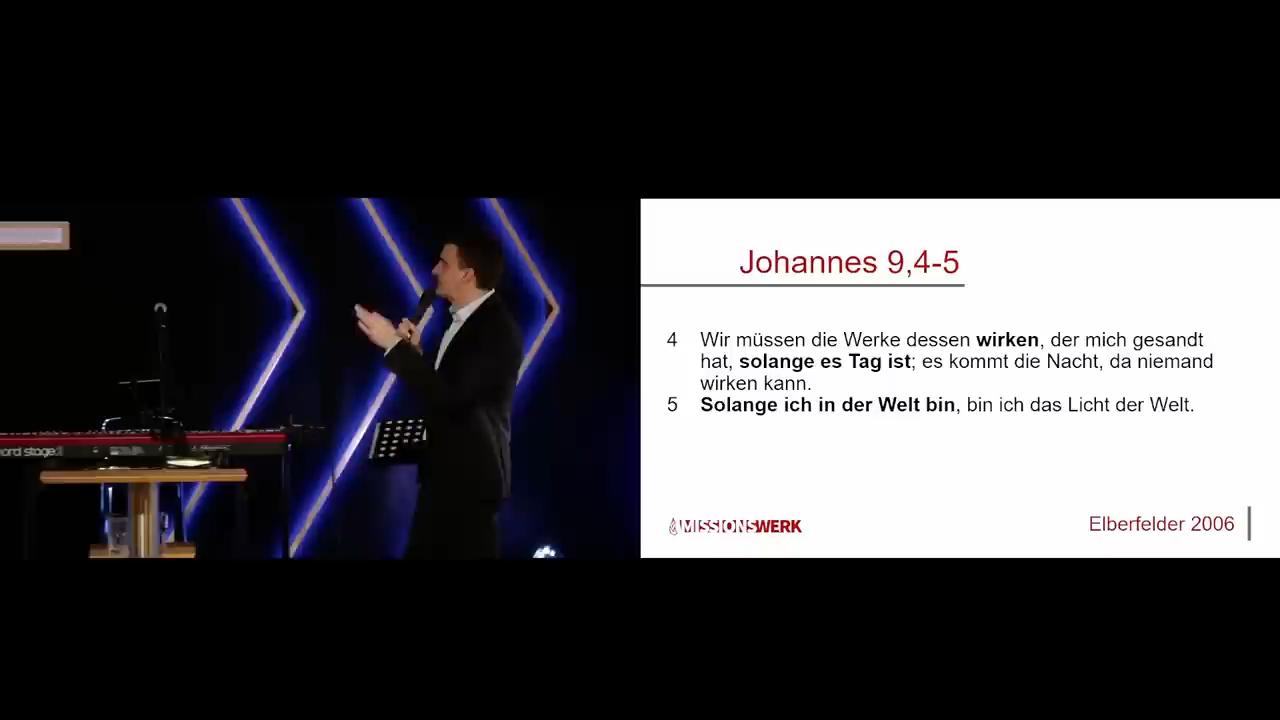 Johannes 9,4-5
4 Wir müssen die Werke dessen wirken, der mich gesandt
hat, solange es Tag ist; es kommt die Nacht, da niemand
wirken kann.
5 Solange ich in der Welt bin, bin ich das Licht der Welt.
MISSIONSWERK
Elberfelder 2006
stage